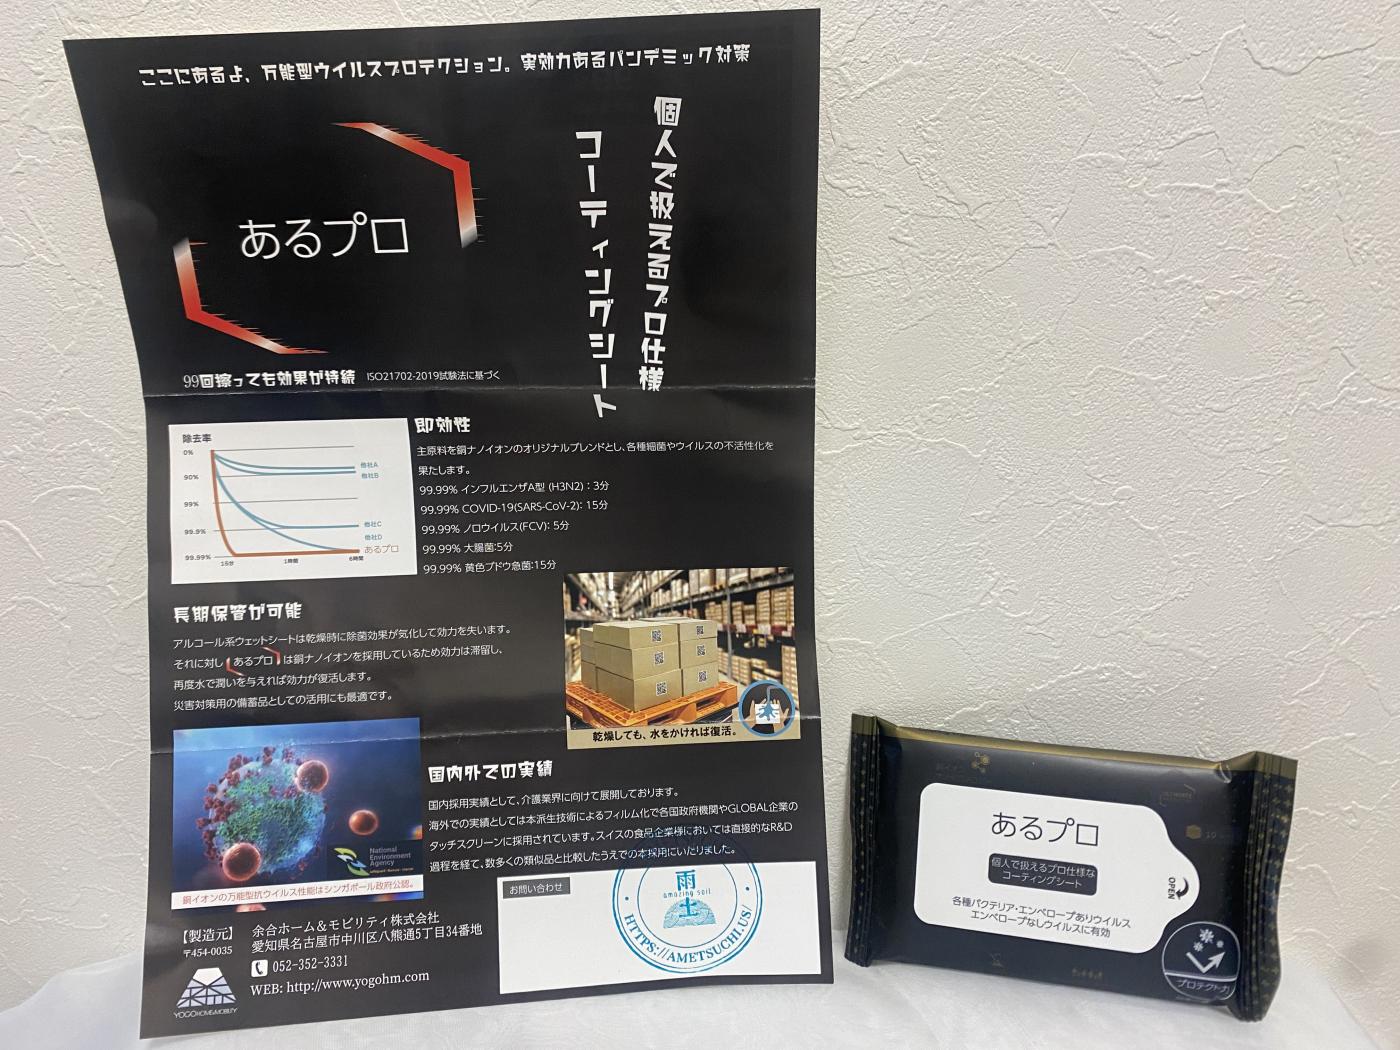 ここにあるよ、万能型ウイルスプロテクション。実効力あるパンデミック対策
個人で扱えるプロ仕様
コーティングシート
あるプロ
99回擦っても効果が持続 ISO21702-2019試験法に基づく
除去率
0%
90%
99%
99.9%
99.99%
15分
1時間
6時間
他社A
他社B
他社C
他社D
あるプロ
即効性
主原料を銅ナノイオンのオリジナルブレンドとし、各種細菌やウイルスの不活性化を
果たします。
99.99% インフルエンザA型 (H3N2)：3分
99.99% COVID-19(SARS-CoV-2): 15分
99.99% ノロウイルス(FCV): 5分
99.99% 大腸菌:5分
99.99% 黄色ブドウ急菌:15分
長期保管が可能
アルコール系ウェットシートは乾燥時に除菌効果が気化して効力を失います。
それに対し あるプロ は銅ナノイオンを採用しているため効力は滞留し、
再度水で潤いを与えれば効力が復活します。
災害対策用の備蓄品としての活用にも最適です。
乾燥しても、水をかければ復活。
National
Environment
Agency
銅イオンの万能型抗ウイルス性能はシンガポール政府公認。
国内外での実績
国内採用実績として、介護業界に向けて展開しております。
海外での実績としては本派生技術によるフィルム化で各国政府機関やGLOBAL企業の
タッチスクリーンに採用されています。スイスの食品企業様においては直接的なR&D
過程を経て、数多くの類似品と比較したうえでの本採用にいたりました。
お問い合わせ
雨
amazing soil
土
HTTPS://AMETSUCHI.US/
【製造元】
〒454-0035
余合ホーム&モビリティ株式会社
愛知県名古屋市中川区八熊通5丁目34番地
052-352-3331
WEB: http://www.yogohm.com
YOGO HOME&MOBILITY
あるプロ
個人で扱えるプロ仕様な
コーティングシート
各種バクテリア・エンベロープありウイルス
エンベロープなしウイルスに有効
OPEN
プロテクト力